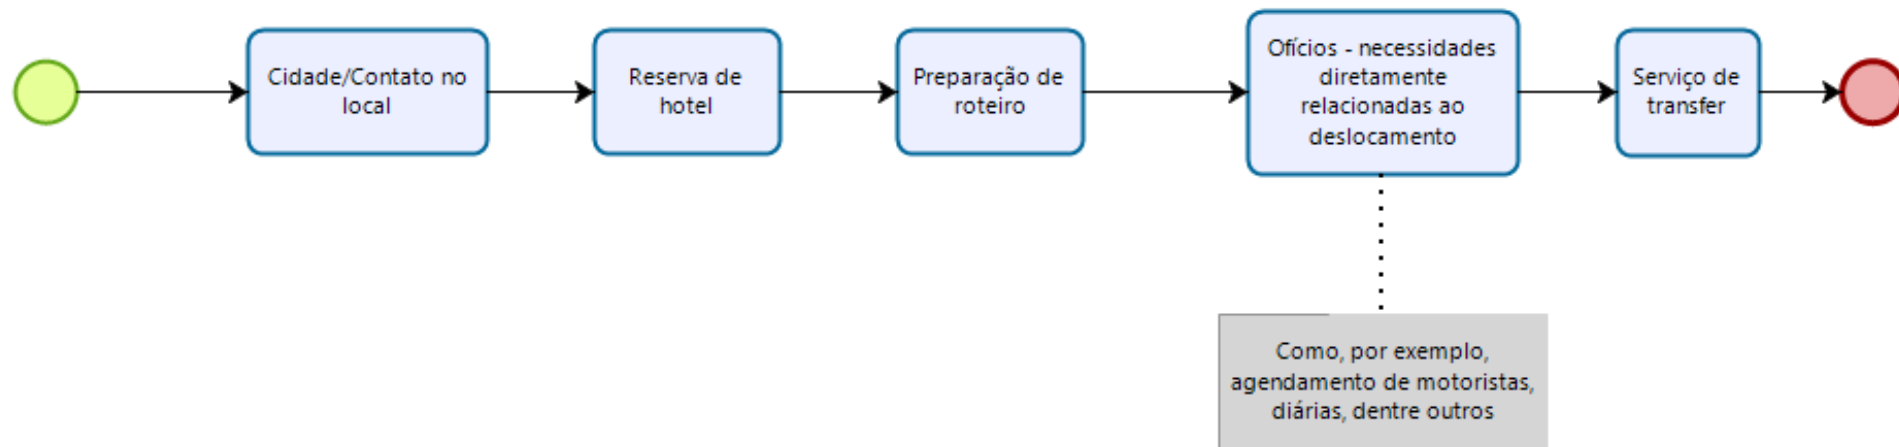 Cidade/Contato no
local
Reserva de
hotel
Preparação de
roteiro
Ofícios - necessidades
diretamente
relacionadas ao
deslocamento
Serviço de
transfer
Como, por exemplo,
agendamento de motoristas,
diárias, dentre outros